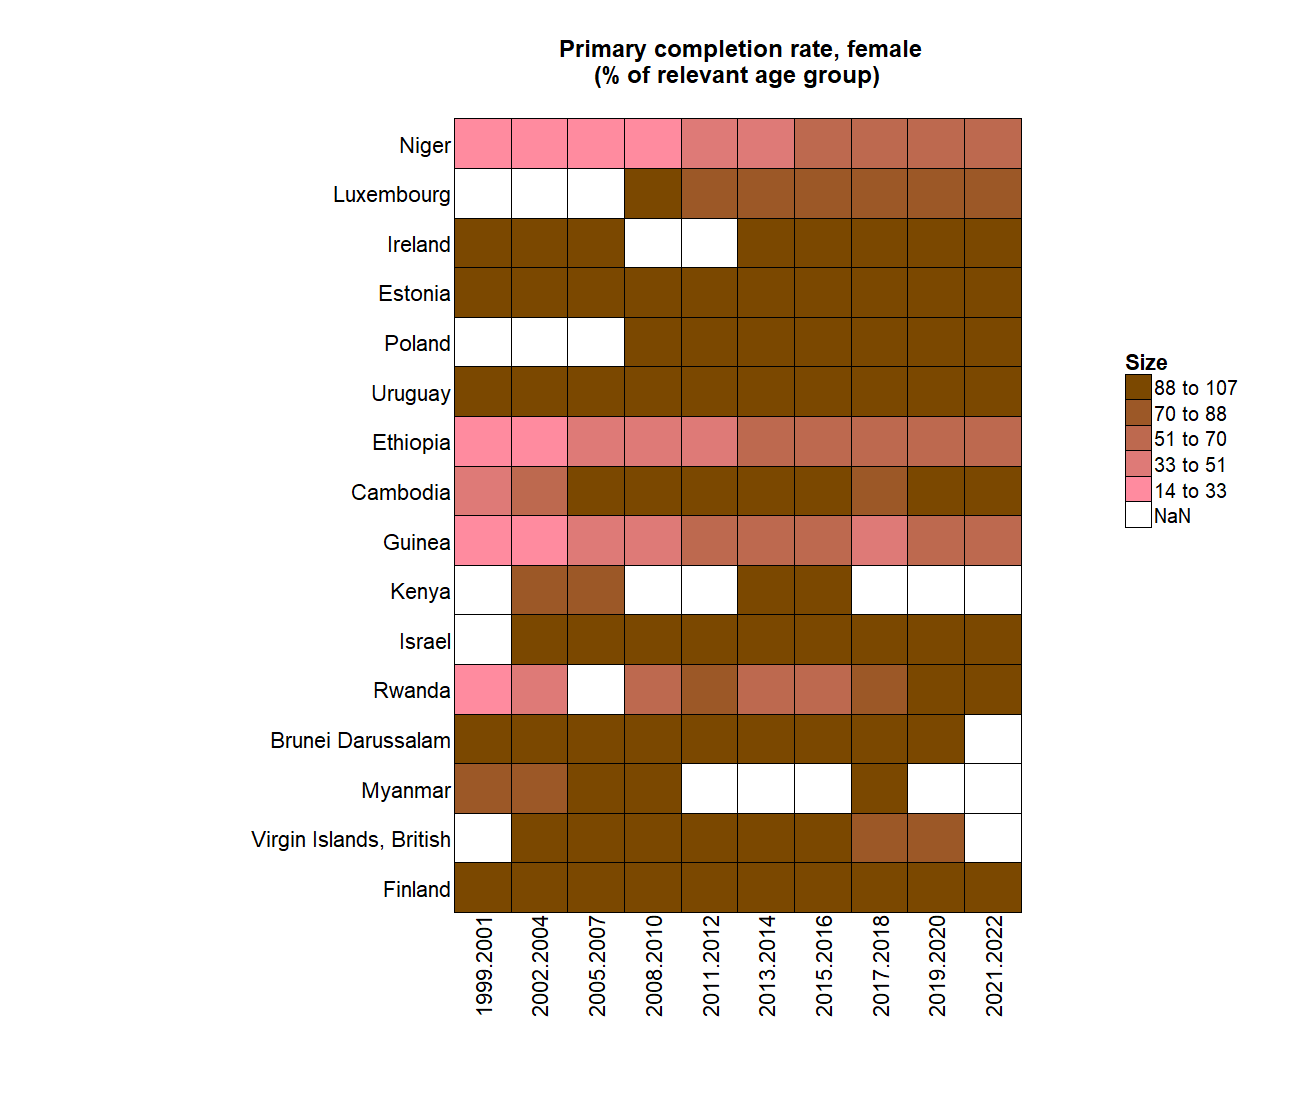 Primary completion rate, female
(% of relevant age group)
Niger
Luxembourg
Ireland
Estonia
Poland
Uruguay
Ethiopia
Cambodia
Guinea
Kenya
Israel
Rwanda
Brunei Darussalam
Myanmar
Virgin Islands, British
Finland
1999.2001
2002.2004
2005.2007
2008.2010
2011.2012
2013.2014
2015.2016
2017.2018
2019.2020
2021.2022
Size
88 to 107
70 to 88
51 to 70
33 to 51
14 to 33
NaN